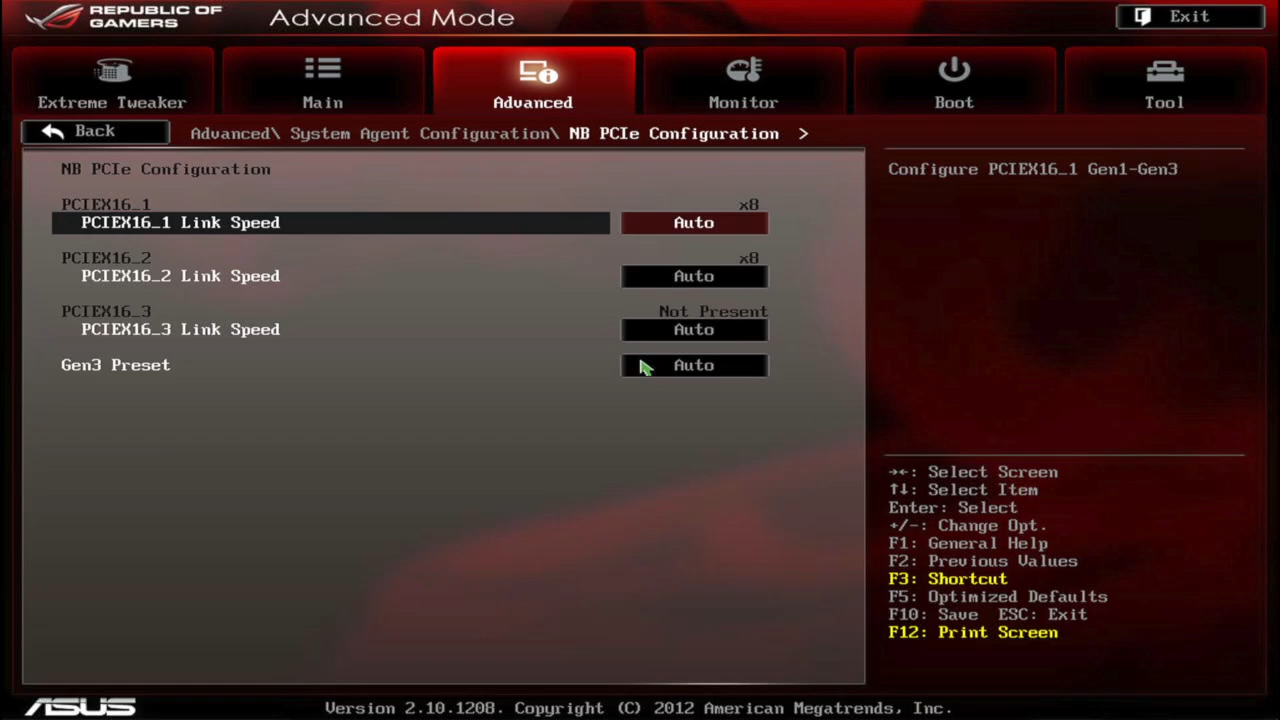 REPUBLIC OF
GAMERS
Advanced Mode
Exit
Extreme Tweaker
Main
Advanced
Monitor
Boot
Tool
Back
Advanced\ System Agent Configuration\ NB PCIe Configuration >
NB PCIe Configuration
Configure PCIEX16_1 Gen1-Gen3
PCIEX16_1 x8
PCIEX16_1 Link Speed Auto
PCIEX16_2 x8
PCIEX16_2 Link Speed Auto
PCIEX16_3 Not Present
PCIEX16_3 Link Speed Auto
Gen3 Preset Auto
→←: Select Screen
↑↓: Select Item
Enter: Select
+/-: Change Opt.
F1: General Help
F2: Previous Values
F3: Shortcut
F5: Optimized Defaults
F10: Save ESC: Exit
F12: Print Screen
ASUS
Version 2.10.1208. Copyright (C) 2012 American Megatrends, Inc.